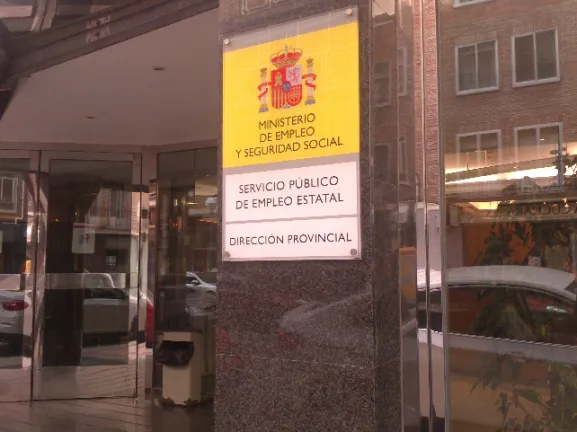 MINISTERIO
DE EMPLEO
Y SEGURIDAD SOCIAL
SERVICIO PÚBLICO
DE EMPLEO ESTATAL
DIRECCIÓN PROVINCIAL